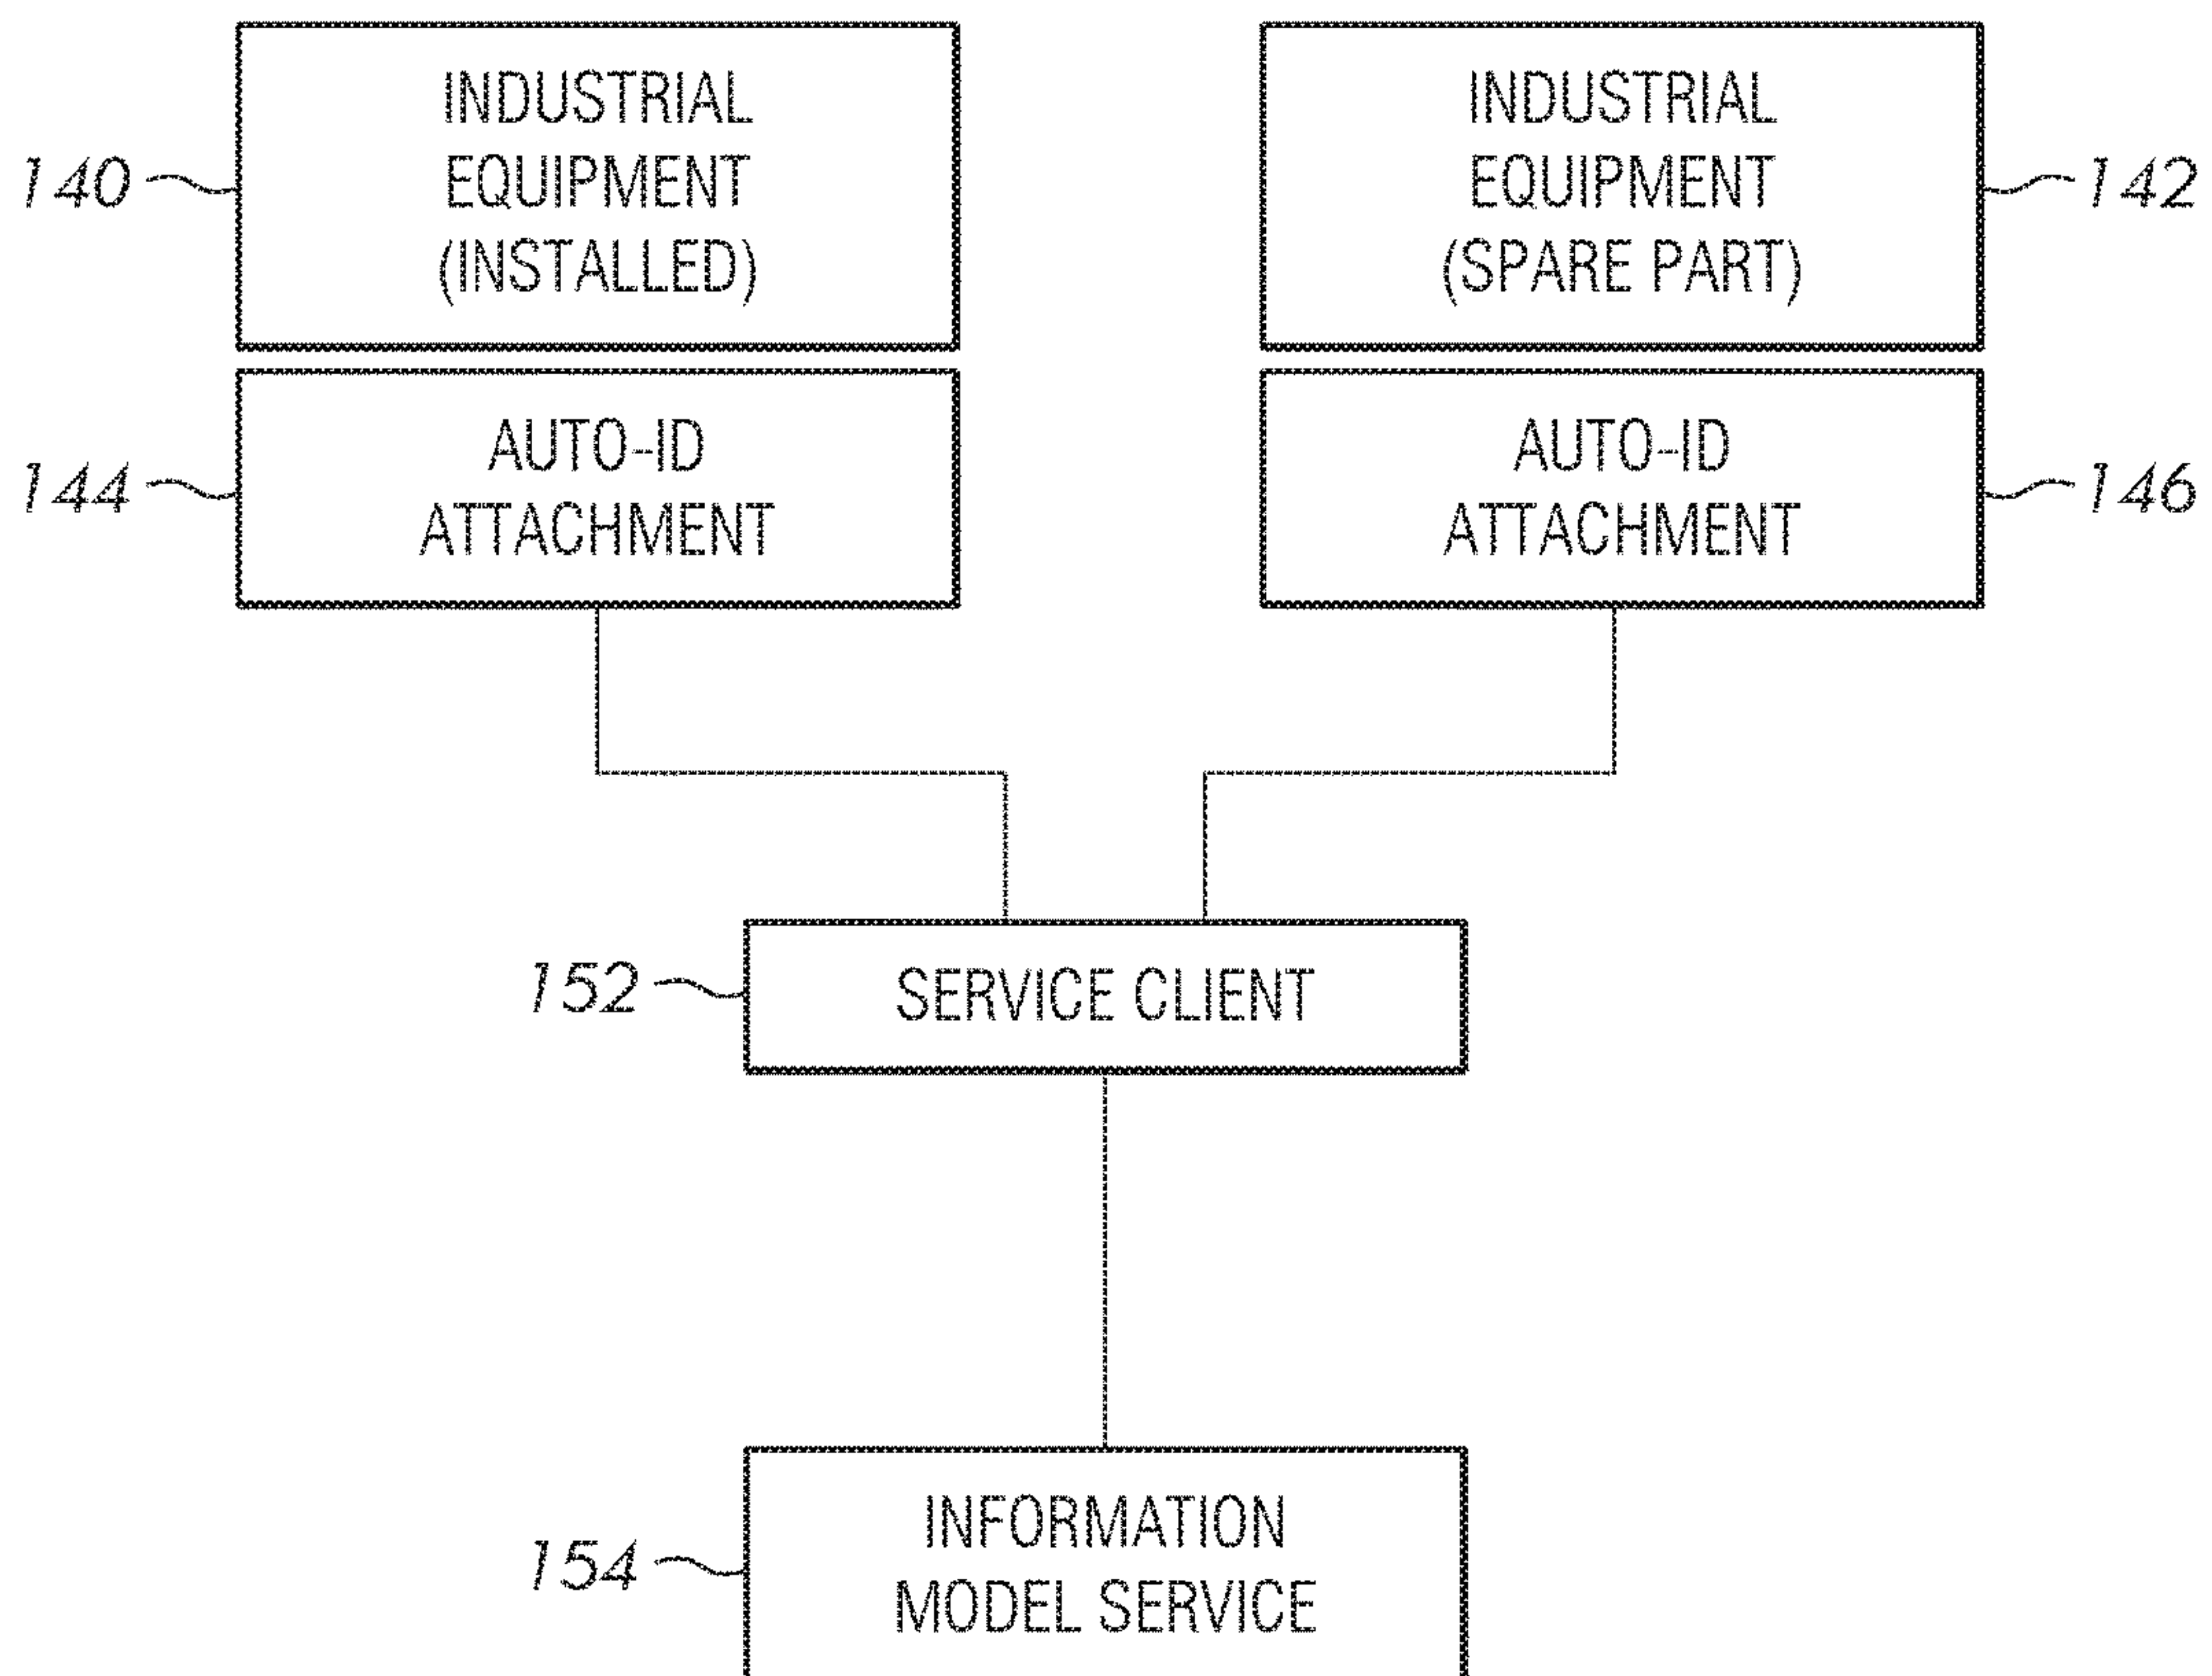 INDUSTRIAL
EQUIPMENT
(INSTALLED)
140
INDUSTRIAL
EQUIPMENT
(SPARE PART)
142
AUTO-ID
ATTACHMENT
144
AUTO-ID
ATTACHMENT
146
152
SERVICE CLIENT
154
INFORMATION
MODEL SERVICE